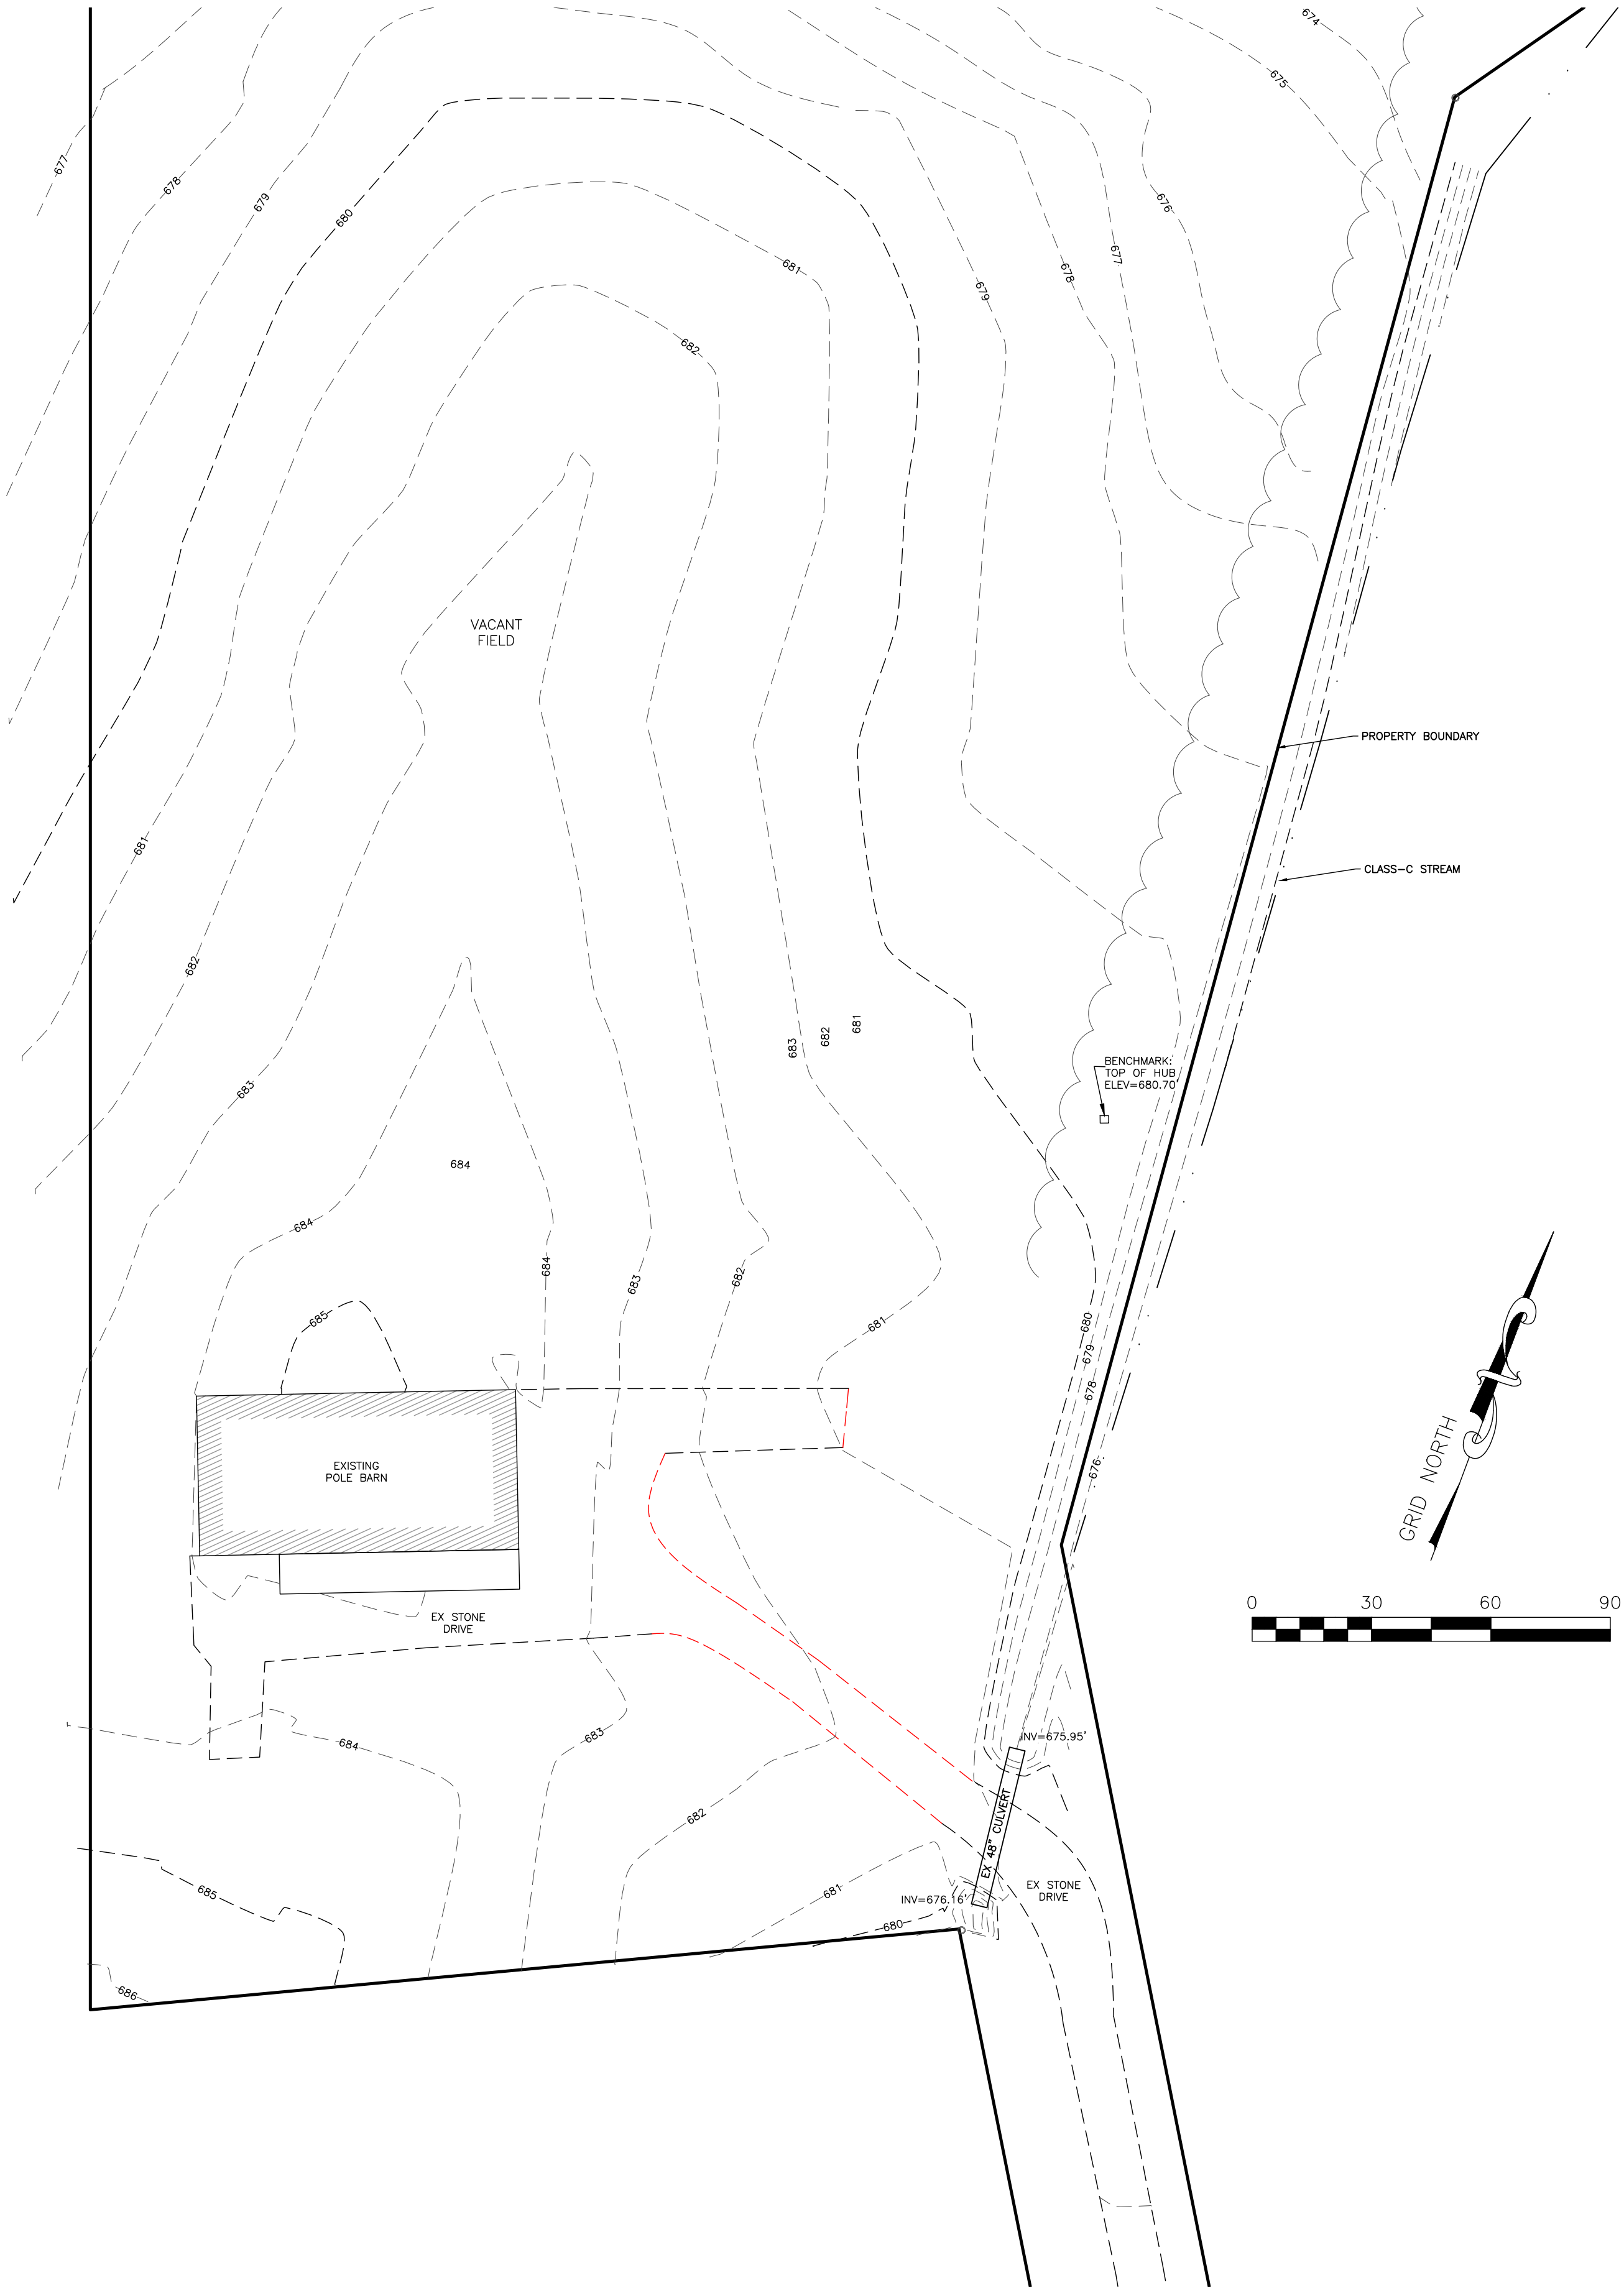 674
675
677
678
679
680
676
681
677
678
679
682
VACANT
FIELD
PROPERTY BOUNDARY
681
CLASS-C STREAM
682
681
682
683
BENCHMARK:
TOP OF HUB
ELEV=680.70'
683
684
684
684
683
682
685
681
680
679
678
676
EXISTING
POLE BARN
GRID NORTH
0 30 60 90
EX STONE
DRIVE
INV=675.95'
684
683
682
EX 48" CULVERT
685
681
INV=676.16'
EX STONE
DRIVE
680
686